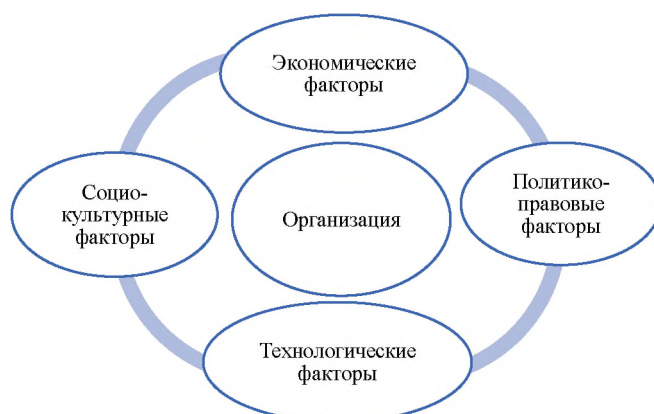 Экономические
факторы
Социо-
культурные
факторы
Организация
Политико-
правовые
факторы
Технологические
факторы